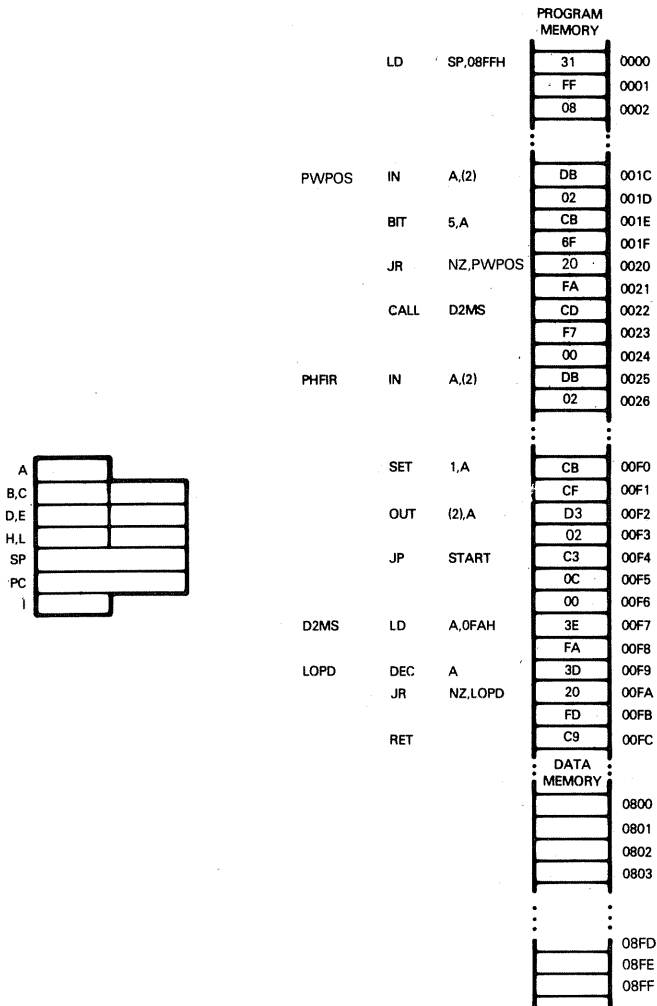 PROGRAM
MEMORY
LD SP,08FFH 31 0000
FF 0001
08 0002
PWPOS IN A,(2) DB 001C
02 001D
BIT 5,A CB 001E
6F 001F
JR NZ,PWPOS 20 0020
FA 0021
CALL D2MS CD 0022
F7 0023
00 0024
PHFIR IN A,(2) DB 0025
02 0026
SET 1,A CB 00F0
CF 00F1
OUT (2),A D3 00F2
02 00F3
JP START C3 00F4
0C 00F5
00 00F6
D2MS LD A,0FAH 3E 00F7
FA 00F8
LOPD DEC A 3D 00F9
JR NZ,LOPD 20 00FA
FD 00FB
RET C9 00FC
A
B,C
D,E
H,L
SP
PC
I
DATA
MEMORY
0800
0801
0802
0803
08FD
08FE
08FF